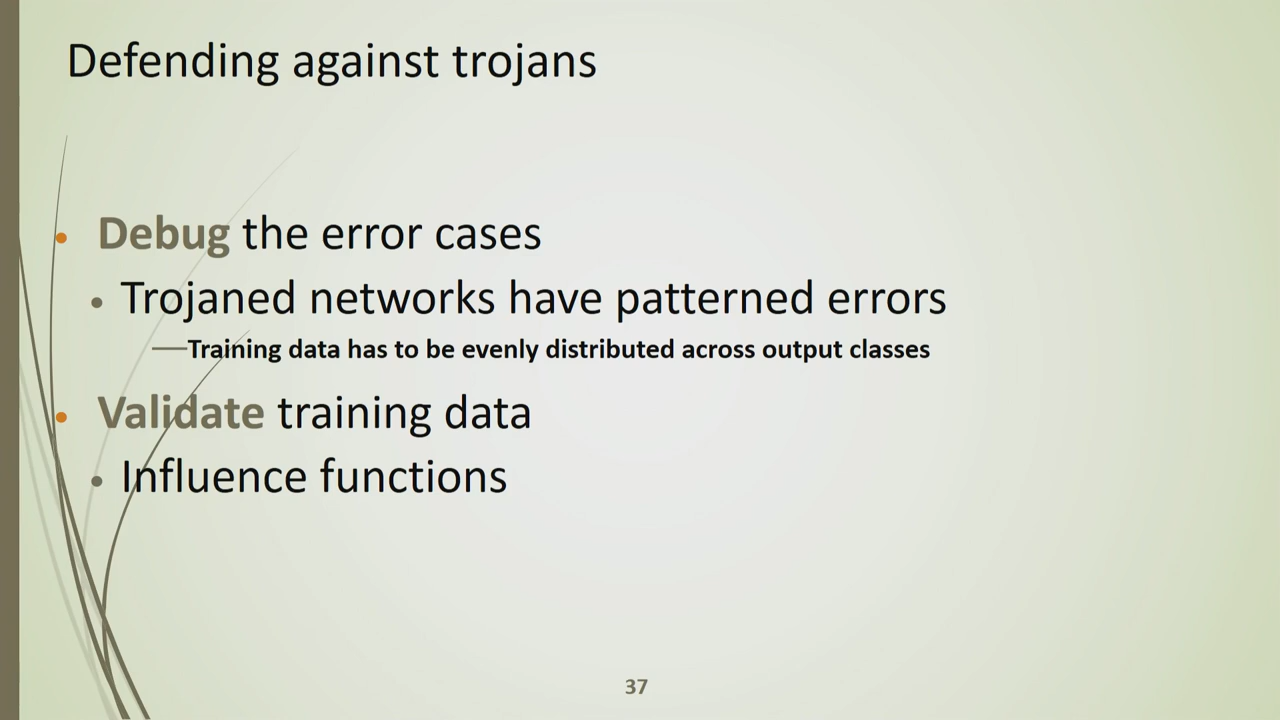 Defending against trojans
• Debug the error cases
• Trojaned networks have patterned errors
—Training data has to be evenly distributed across output classes
• Validate training data
• Influence functions
37